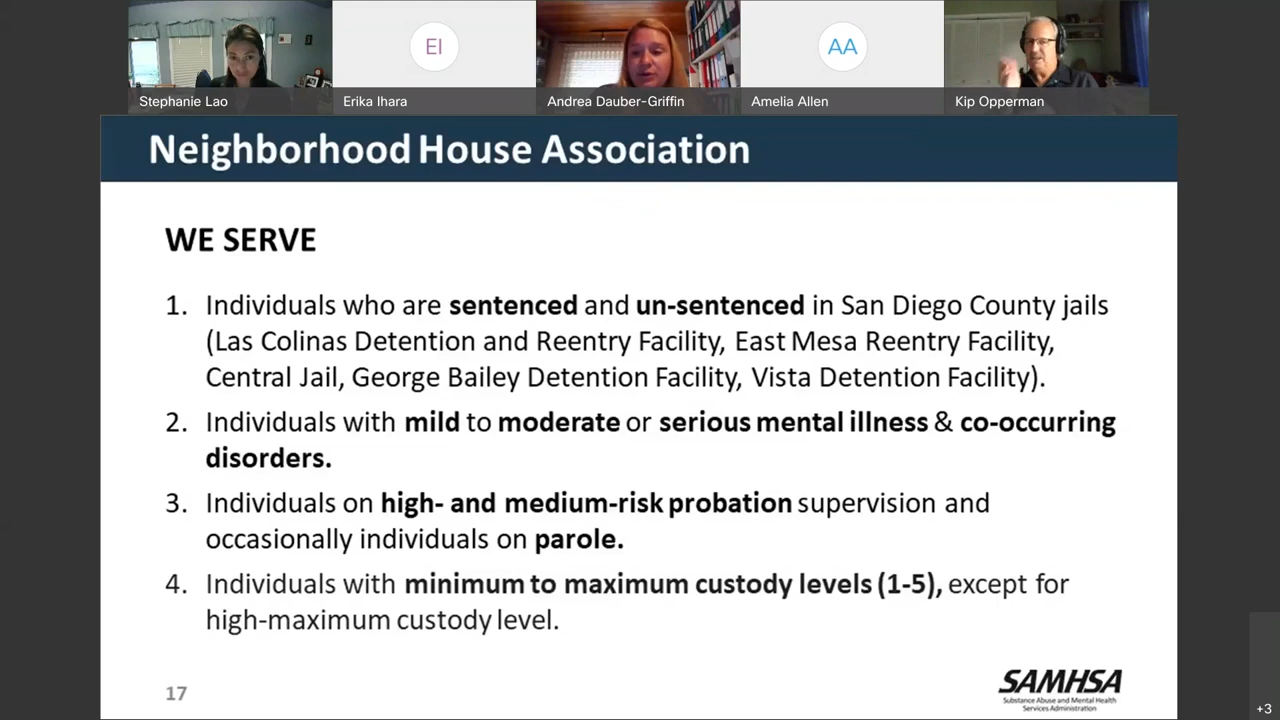 EI
AA
Stephanie Lao
Erika Ihara
Andrea Dauber-Griffin
Amelia Allen
Kip Opperman
Neighborhood House Association
WE SERVE
1. Individuals who are sentenced and un-sentenced in San Diego County jails
(Las Colinas Detention and Reentry Facility, East Mesa Reentry Facility,
Central Jail, George Bailey Detention Facility, Vista Detention Facility).
2. Individuals with mild to moderate or serious mental illness & co-occurring
disorders.
3. Individuals on high- and medium-risk probation supervision and
occasionally individuals on parole.
4. Individuals with minimum to maximum custody levels (1-5), except for
high-maximum custody level.
17
SAMHSA
Substance Abuse and Mental Health
Services Administration
+3